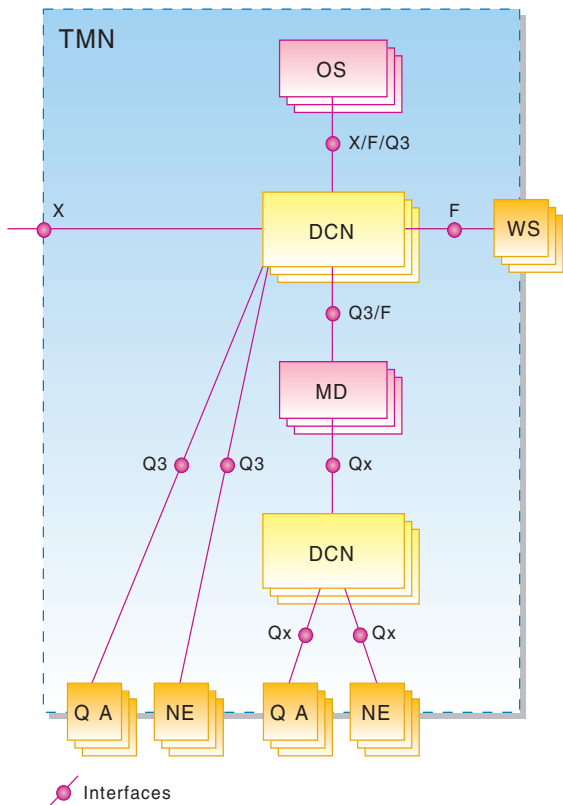 TMN
OS
X/F/Q3
X
F
DCN
WS
Q3/F
MD
Q3
Q3
Qx
DCN
Qx
Qx
Q A
NE
Q A
NE
Interfaces